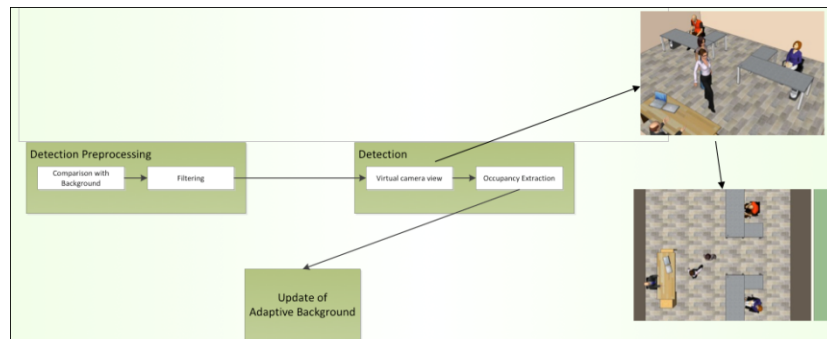 Detection Preprocessing
Comparison with
Background
Filtering
Detection
Virtual camera view
Occupancy Extraction
Update of
Adaptive Background